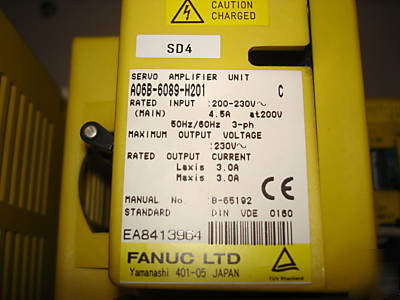 CAUTION
CHARGED
SD4
SERVO AMPLIFIER UNIT
A06B-6089-H201 C
RATED INPUT :200-230V~
(MAIN) 4.5A at200V
50Hz/60Hz 3-ph
MAXIMUM OUTPUT VOLTAGE
:230V~
RATED OUTPUT CURRENT
Laxis 3.0A
Maxis 3.0A
MANUAL No. :B-65192
STANDARD DIN VDE 0160
CE
EA8413964
FANUC LTD
Yamanashi 401-05 JAPAN
TUV Rheinland